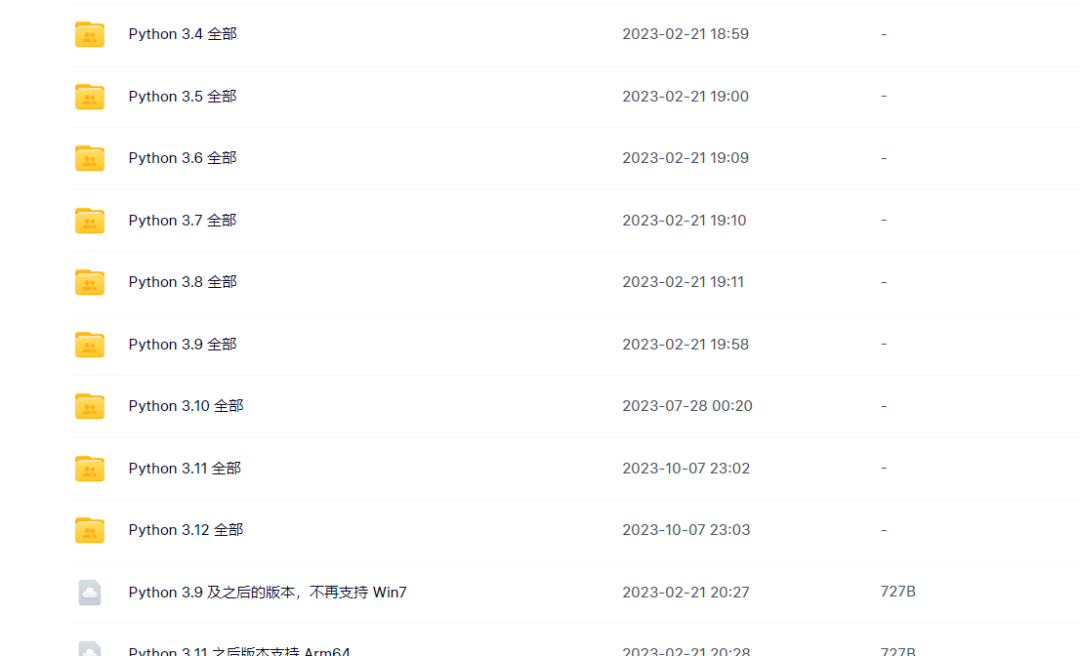 Python 3.4 全部 2023-02-21 18:59 -
Python 3.5 全部 2023-02-21 19:00 -
Python 3.6 全部 2023-02-21 19:09 -
Python 3.7 全部 2023-02-21 19:10 -
Python 3.8 全部 2023-02-21 19:11 -
Python 3.9 全部 2023-02-21 19:58 -
Python 3.10 全部 2023-07-28 00:20 -
Python 3.11 全部 2023-10-07 23:02 -
Python 3.12 全部 2023-10-07 23:03 -
Python 3.9 及之后的版本，不再支持 Win7 2023-02-21 20:27 727B
Python 3.11 之后版本支持 Arm64 2023-02-21 20:28 727B